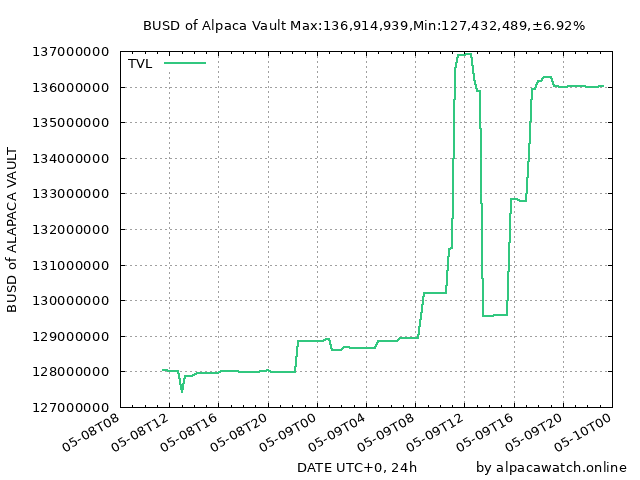 BUSD of Alpaca Vault Max:136,914,939,Min:127,432,489,±6.92%
TVL
137000000
136000000
135000000
134000000
133000000
132000000
131000000
130000000
129000000
128000000
127000000
BUSD of ALAPACA VAULT
05-08T08
05-08T12
05-08T16
05-08T20
05-09T00
05-09T04
05-09T08
05-09T12
05-09T16
05-09T20
05-10T00
DATE UTC+0, 24h
by alpacawatch.online